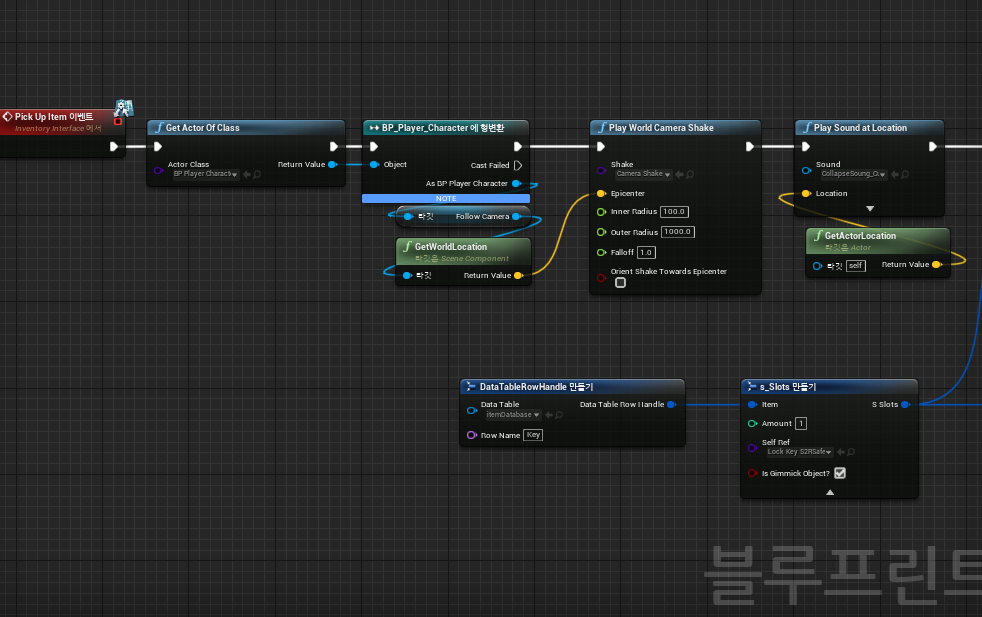 Pick Up Item 이벤트
Inventory Interface 에서
Get Actor Of Class
Actor Class
BP Player Charact
Return Value
BP_Player_Character 에 형변환
Object
Cast Failed
As BP Player Character
NOTE
타깃
Follow Camera
GetWorldLocation
타깃은 Scene Component
타깃
Return Value
Play World Camera Shake
Shake
Camera Shake
Epicenter
Inner Radius 100.0
Outer Radius 1000.0
Falloff 1.0
Orient Shake Towards Epicenter
Play Sound at Location
Sound
Location
GetActorLocation
타깃은 Actor
타깃 self
Return Value
DataTableRowHandle 만들기
Data Table
ItemDatabase
Data Table Row Handle
Row Name Key
s_Slots 만들기
Item
S Slots
Amount 1
Self Ref
Lock Key S2RSafe
Is Gimmick Object?
블루프린트